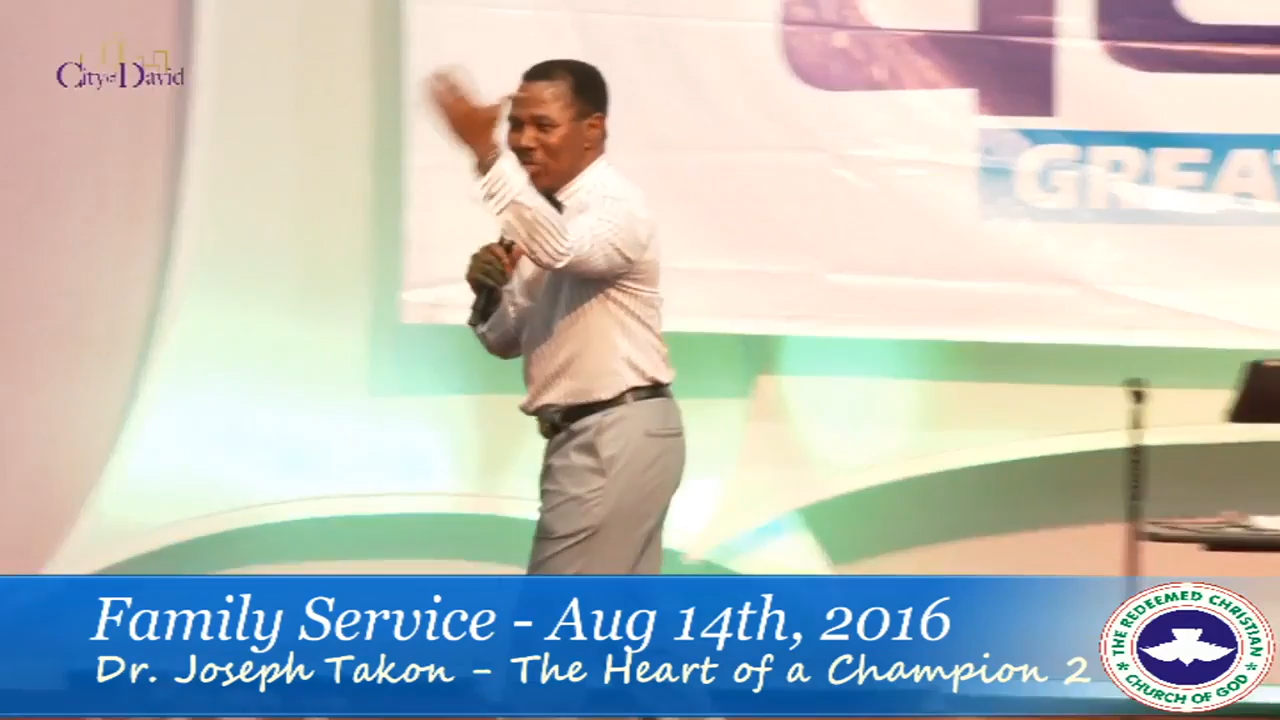 City of David
GREA
Family Service - Aug 14th, 2016
Dr. Joseph Takon - The Heart of a Champion 2
THE REDEEMED CHRISTIAN
CHURCH OF GOD